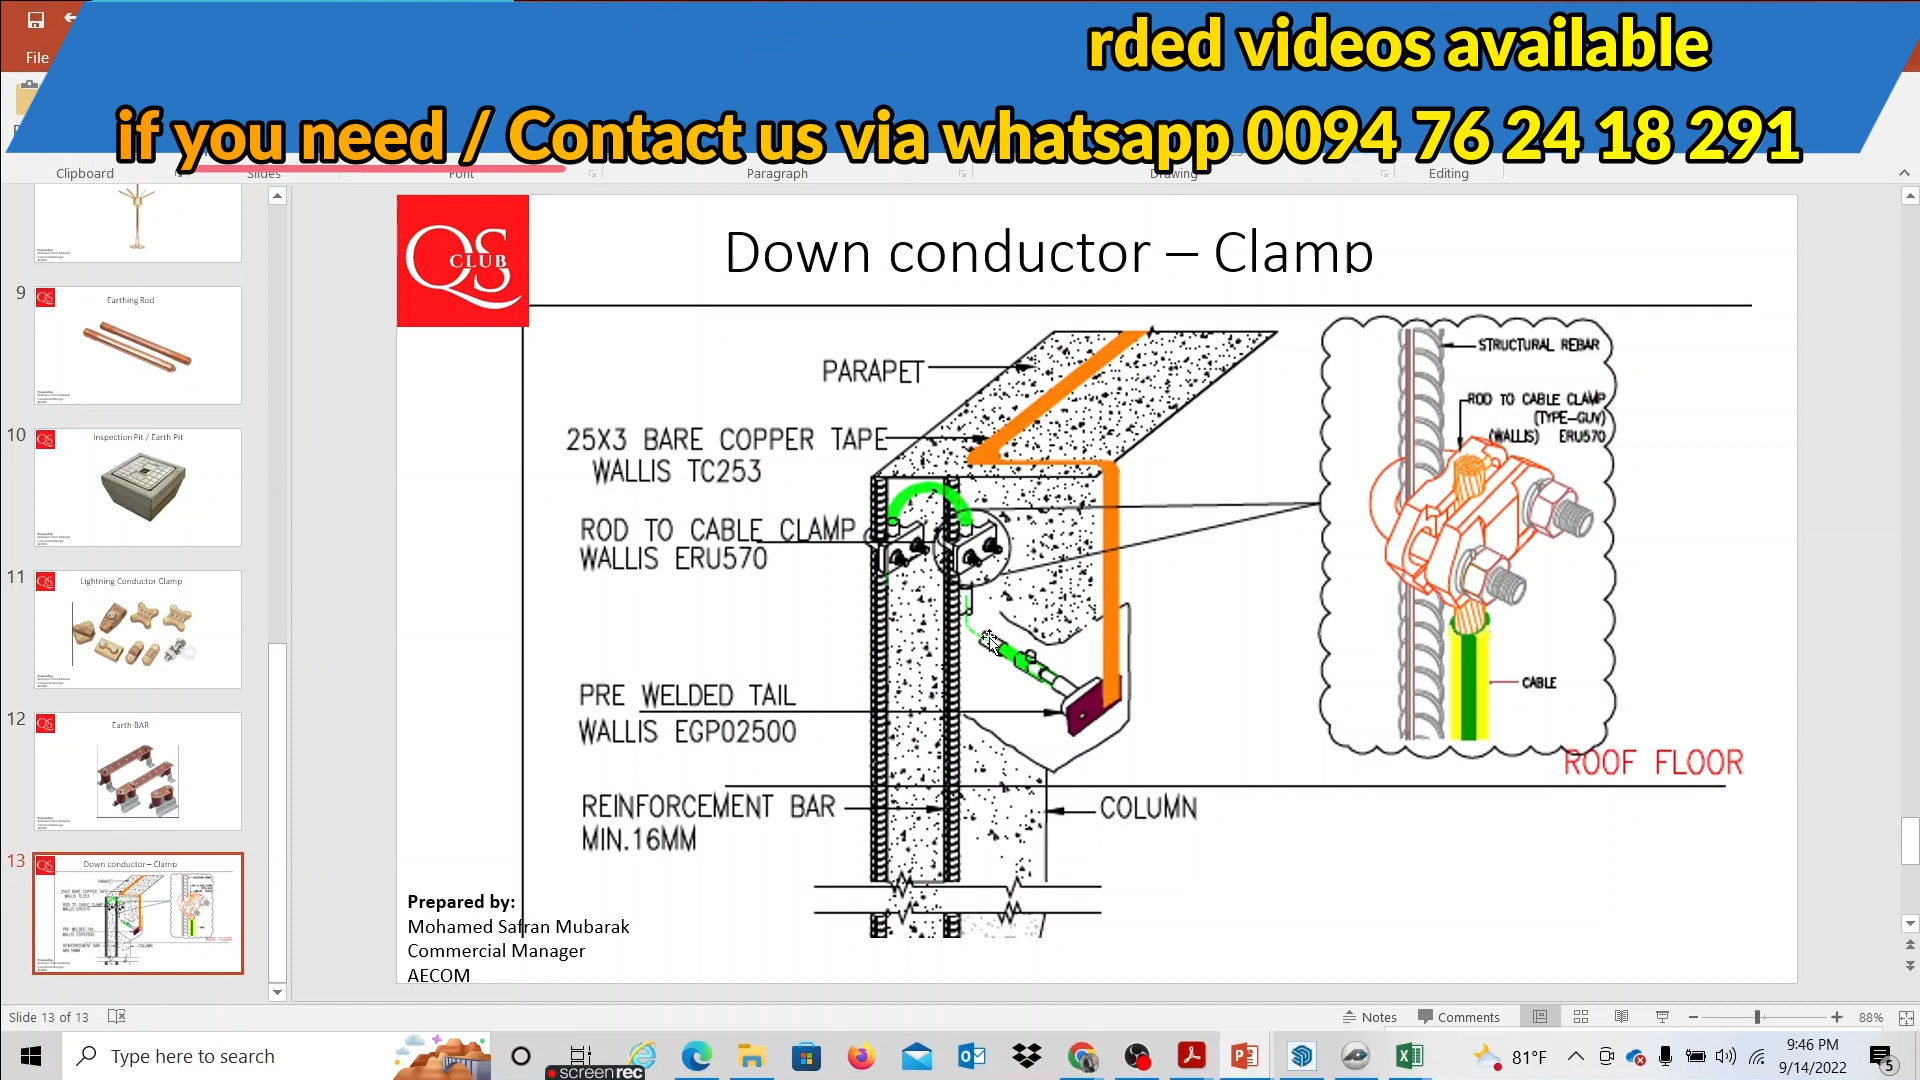 rded videos available
if you need / Contact us via whatsapp 0094 76 24 18 291
File
Clipboard
Slides
Font
Paragraph
Drawing
Editing
9
Earthing Rod
10
Inspection Pit / Earth Pit
11
Lightning Conductor Clamp
12
Earth BAR
13
Down conductor – Clamp
QS
CLUB
Down conductor – Clamp
PARAPET
25X3 BARE COPPER TAPE
WALLIS TC253
ROD TO CABLE CLAMP
WALLIS ERU570
PRE WELDED TAIL
WALLIS EGP02500
REINFORCEMENT BAR
MIN.16MM
COLUMN
STRUCTURAL REBAR
ROD TO CABLE CLAMP
(TYPE-GUV)
(WALLIS) ERU570
CABLE
ROOF FLOOR
Prepared by:
Mohamed Safran Mubarak
Commercial Manager
AECOM
Slide 13 of 13
Notes
Comments
88%
Type here to search
screenrec
81°F
9:46 PM
9/14/2022
5